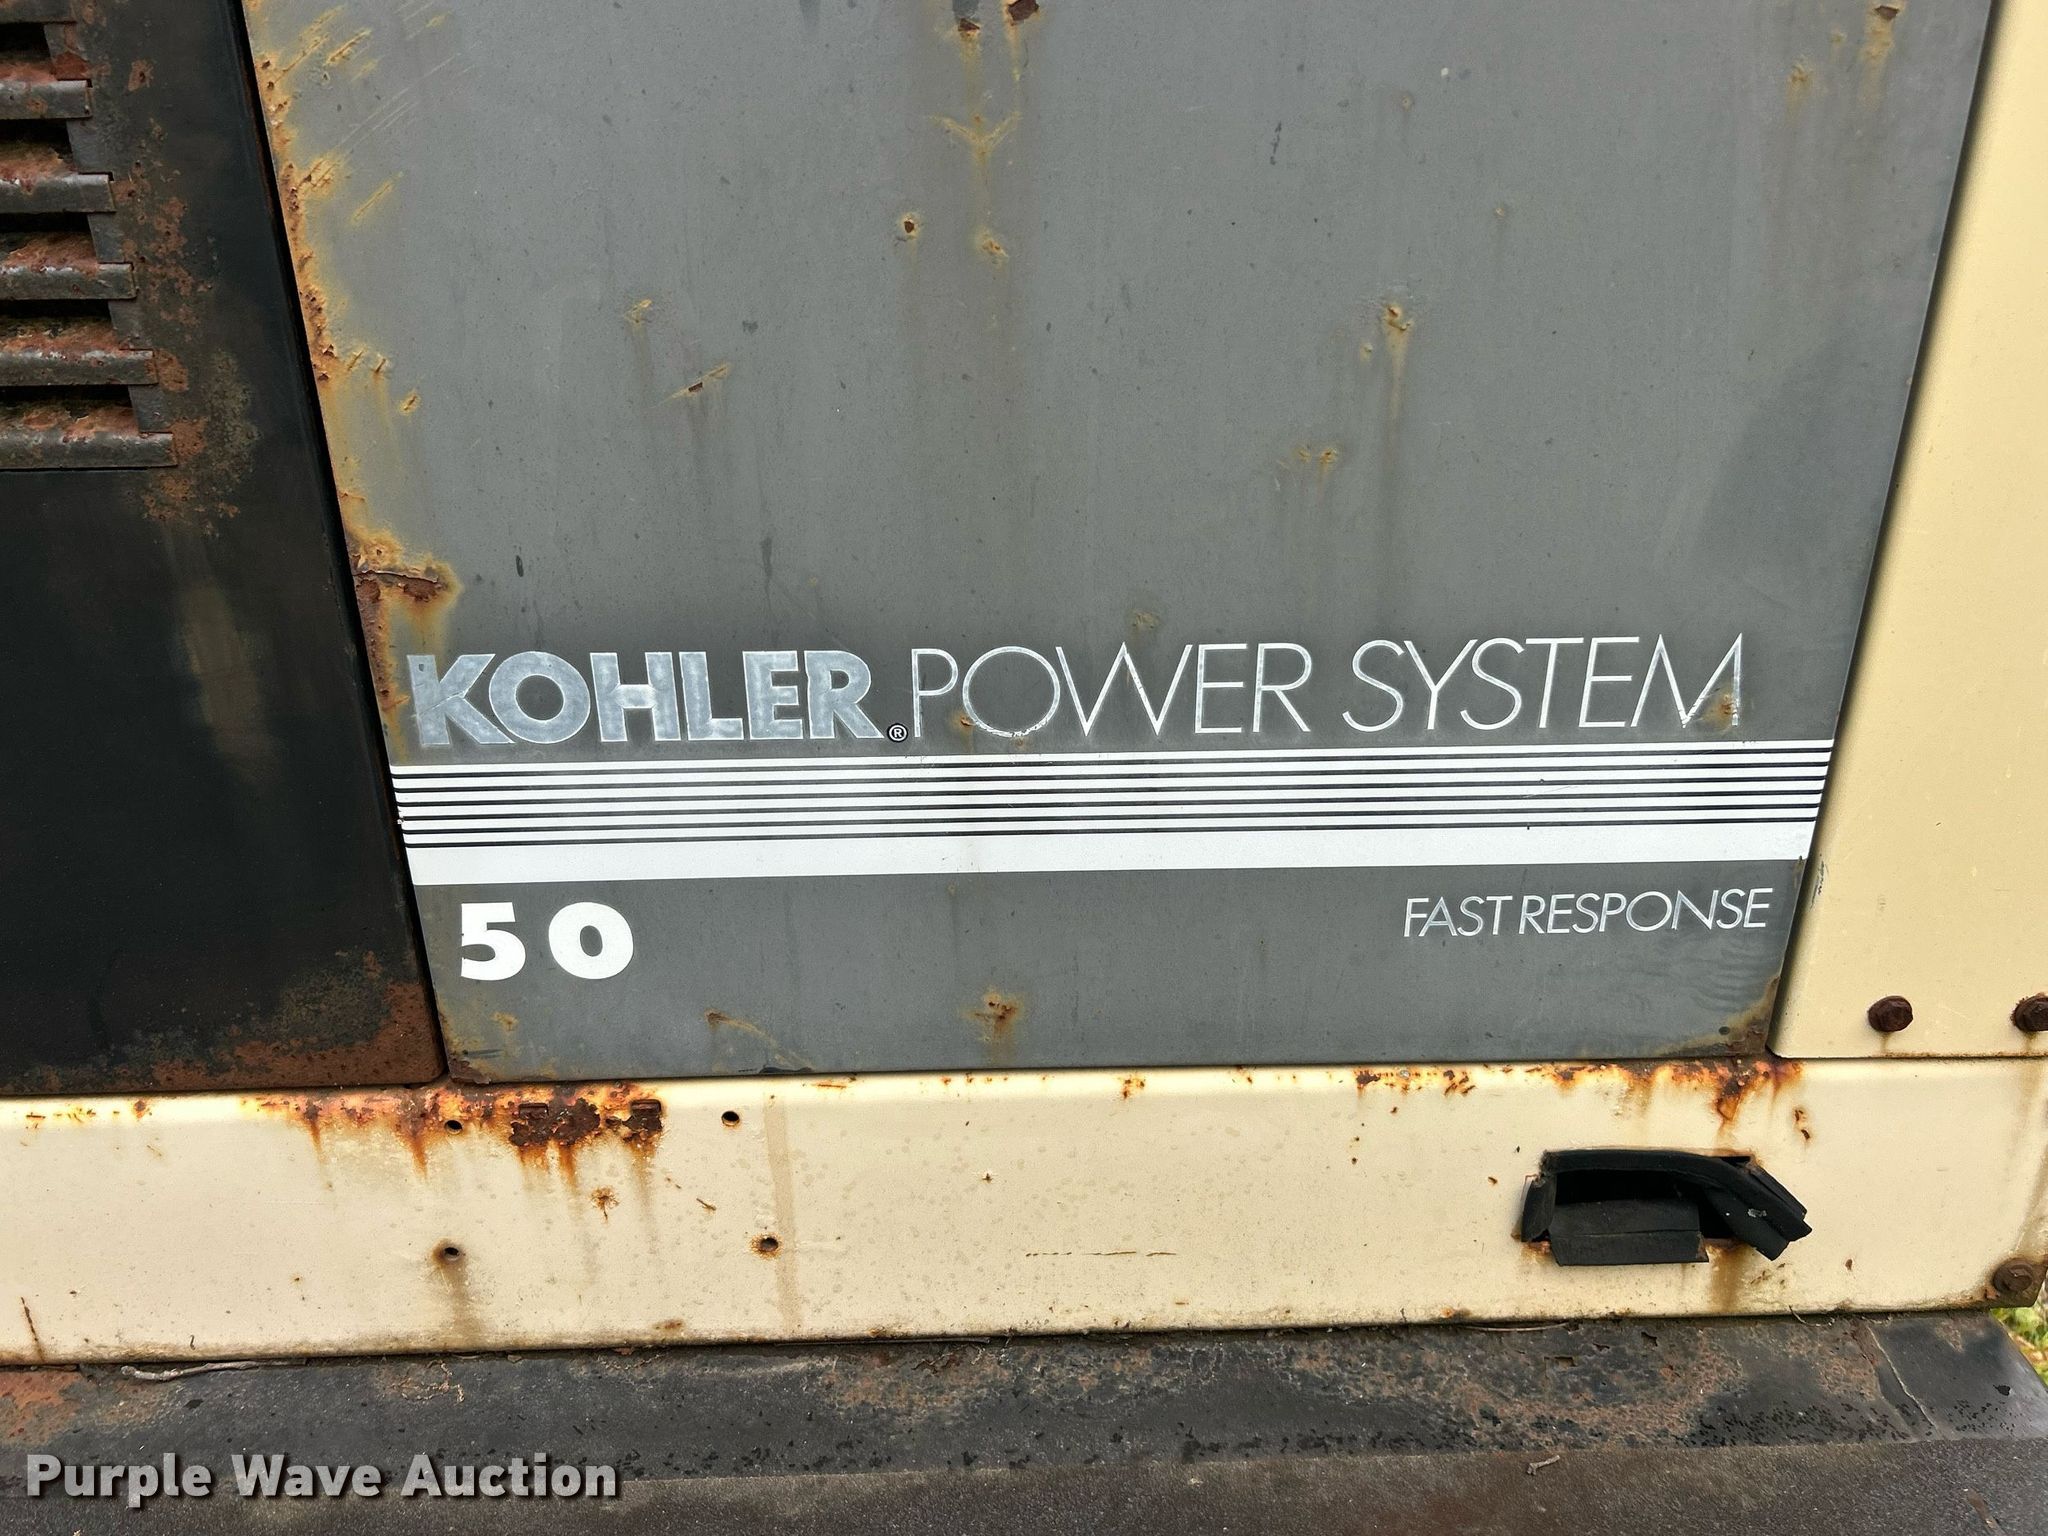 KOHLER® POWER SYSTEM
50
FAST RESPONSE
Purple Wave Auction